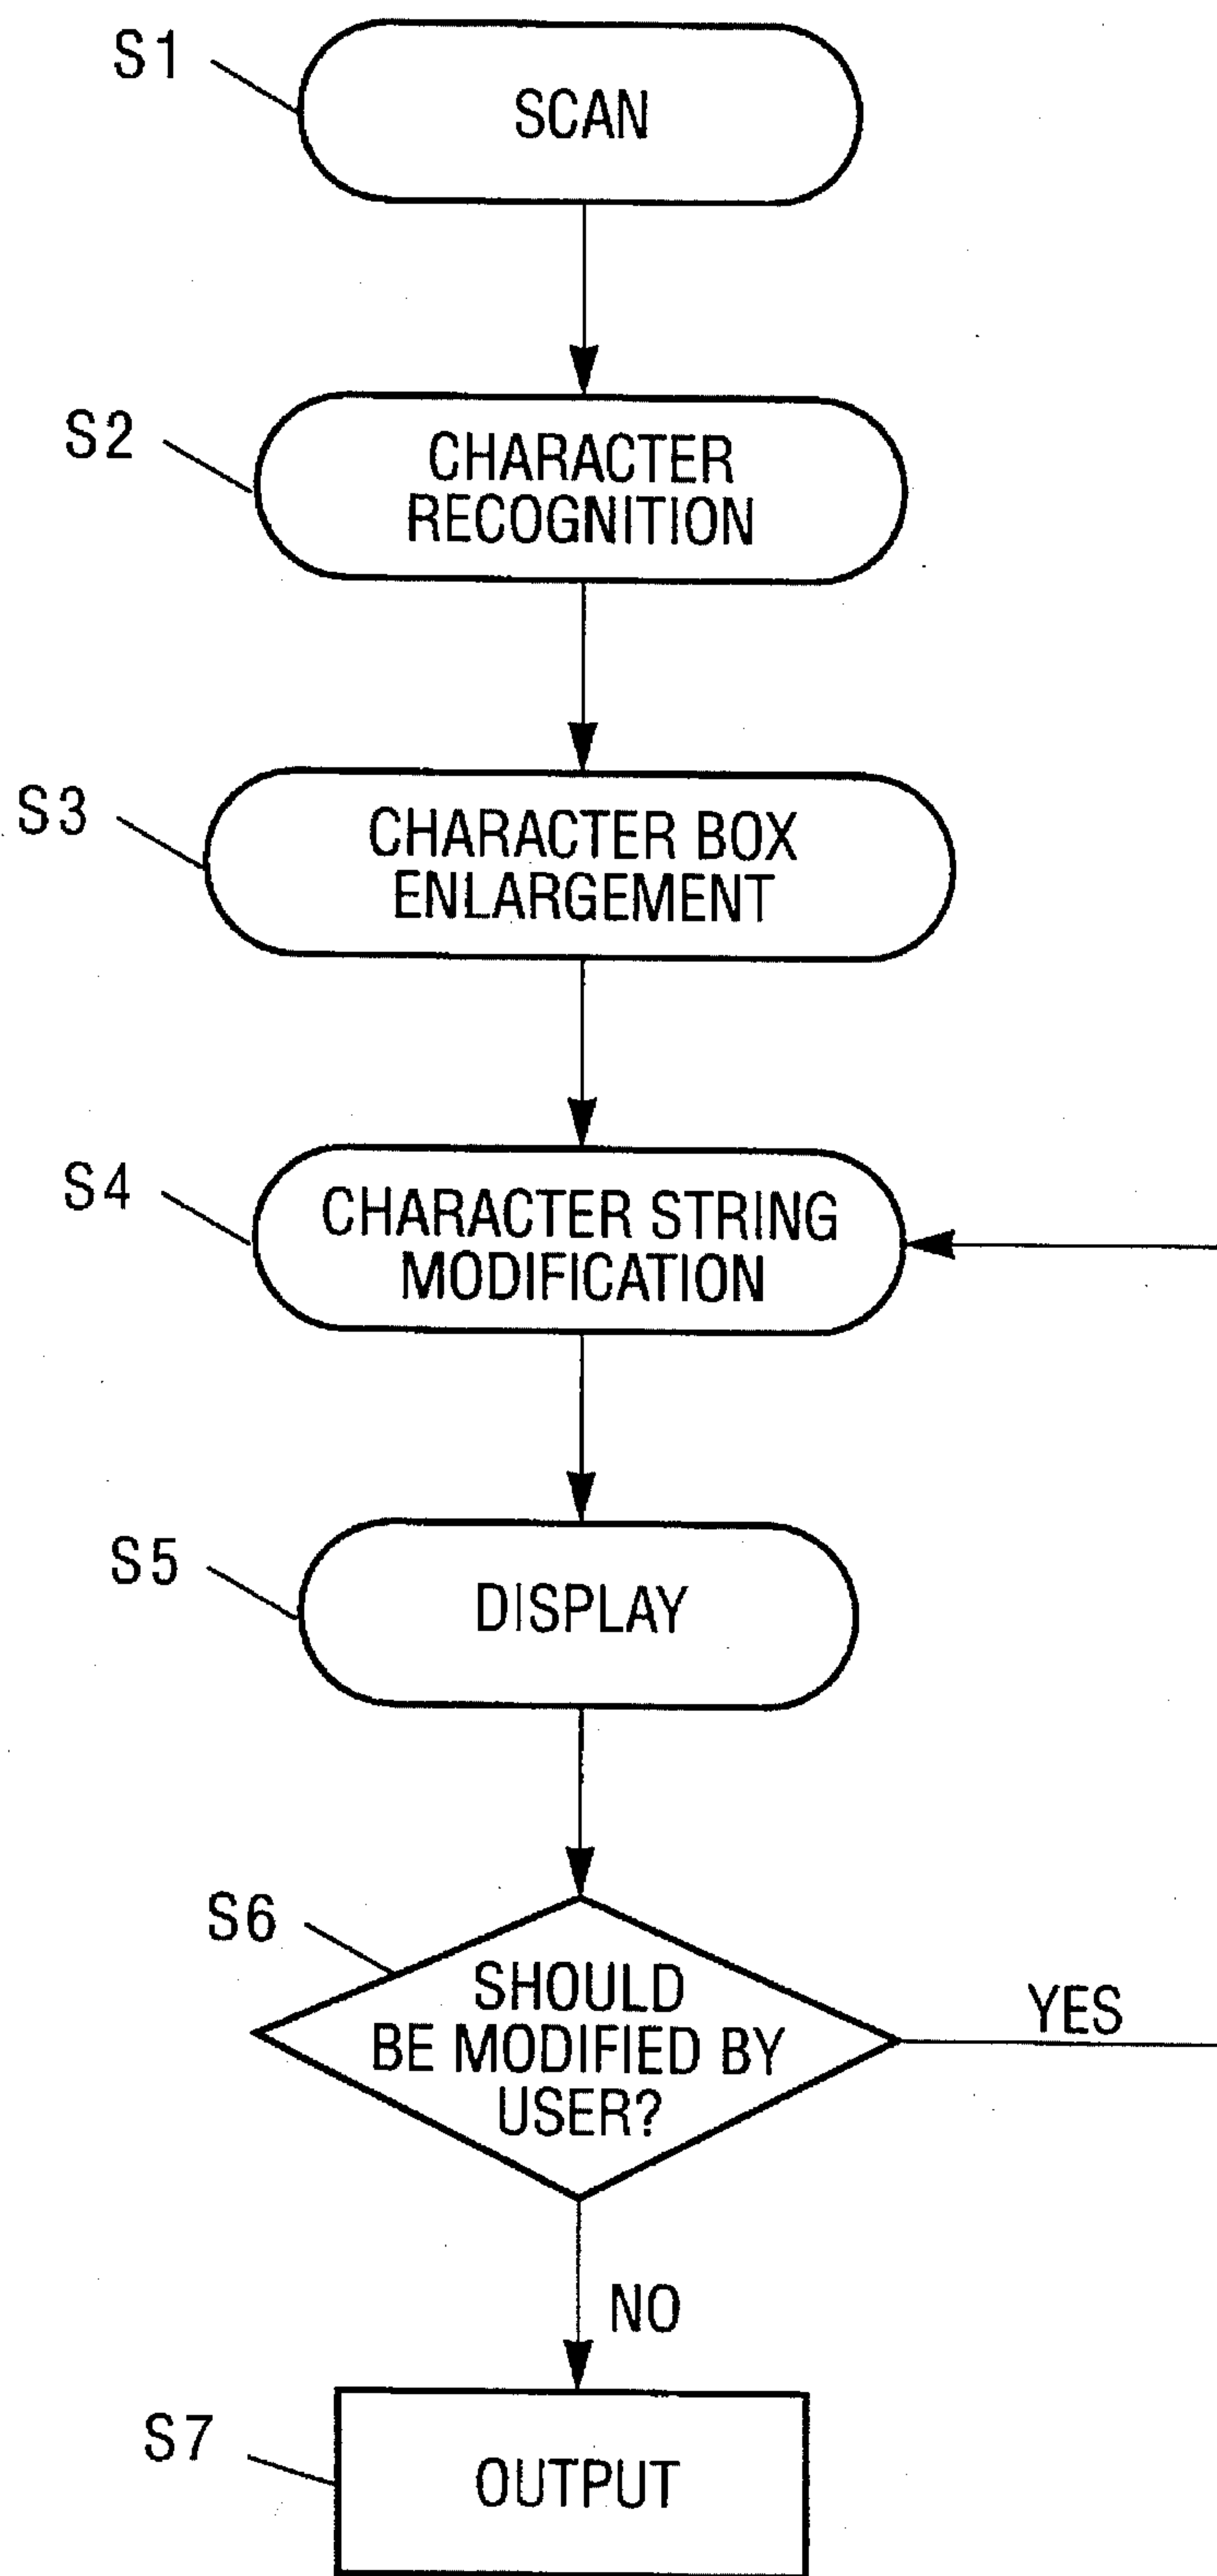 S1
SCAN
S2
CHARACTER
RECOGNITION
S3
CHARACTER BOX
ENLARGEMENT
S4
CHARACTER STRING
MODIFICATION
S5
DISPLAY
S6
SHOULD
BE MODIFIED BY
USER?
YES
NO
S7
OUTPUT